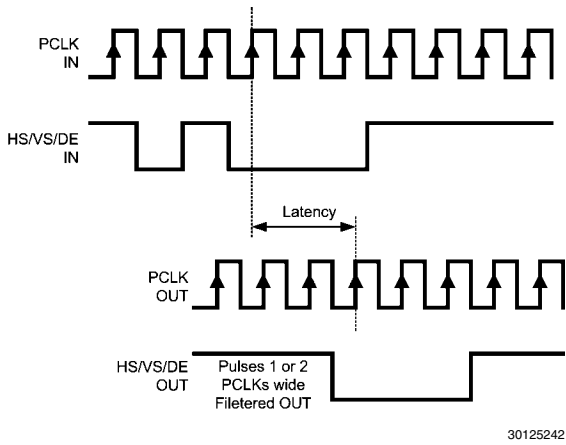 PCLK
IN
HS/VS/DE
IN
Latency
PCLK
OUT
HS/VS/DE
OUT
Pulses 1 or 2
PCLKs wide
Filetered OUT
30125242